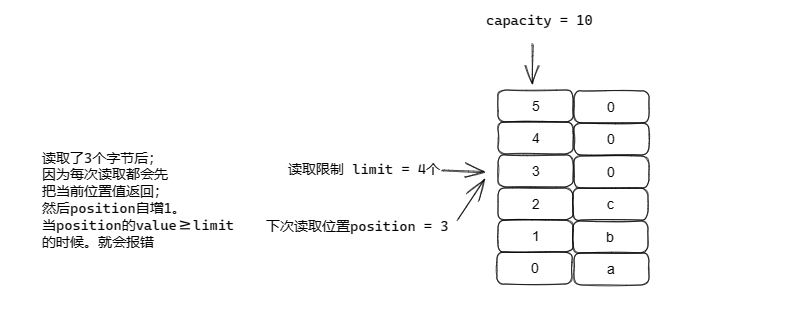 capacity = 10
5 0
4 0
读取了3个字节后；
因为每次读取都会先
把当前位置值返回；
然后position自增1。
当position的value≥limit
的时候。就会报错
读取限制 limit = 4个
3 0
下次读取位置position = 3
2 c
1 b
0 a